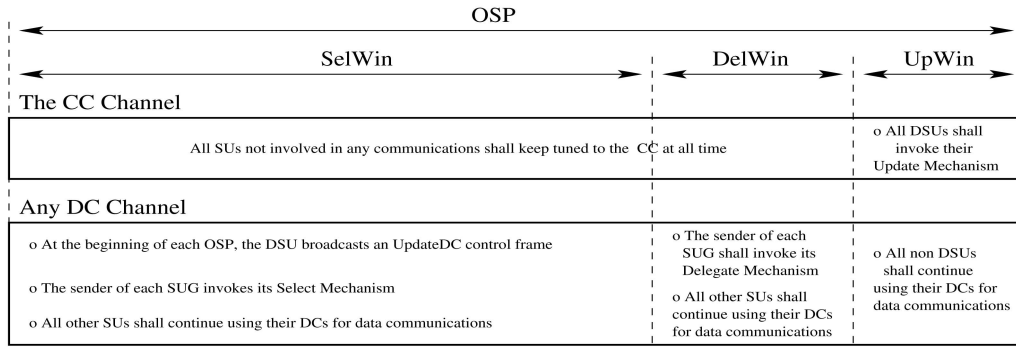 OSP
SelWin
DelWin
UpWin
The CC Channel
All SUs not involved in any communications shall keep tuned to the CC at all time
o All DSUs shall
invoke their
Update Mechanism
Any DC Channel
o At the beginning of each OSP, the DSU broadcasts an UpdateDC control frame
o The sender of each SUG invokes its Select Mechanism
o All other SUs shall continue using their DCs for data communications
o The sender of each
SUG shall invoke its
Delegate Mechanism
o All other SUs shall
continue using their DCs
for data communications
o All non DSUs
shall continue
using their DCs for
data communications